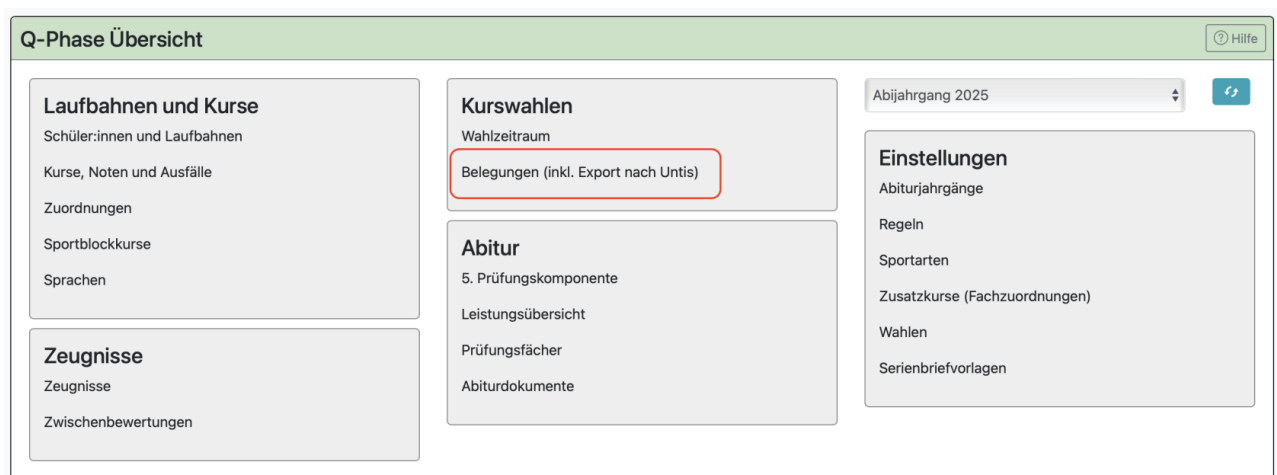 Q-Phase Übersicht
Hilfe
Laufbahnen und Kurse
Schüler:innen und Laufbahnen
Kurse, Noten und Ausfälle
Zuordnungen
Sportblockkurse
Sprachen
Zeugnisse
Zeugnisse
Zwischenbewertungen
Kurswahlen
Wahlzeitraum
Belegungen (inkl. Export nach Untis)
Abitur
5. Prüfungskomponente
Leistungsübersicht
Prüfungsfächer
Abiturdokumente
Abijahrgang 2025
Einstellungen
Abiturjahrgänge
Regeln
Sportarten
Zusatzkurse (Fachzuordnungen)
Wahlen
Serienbriefvorlagen